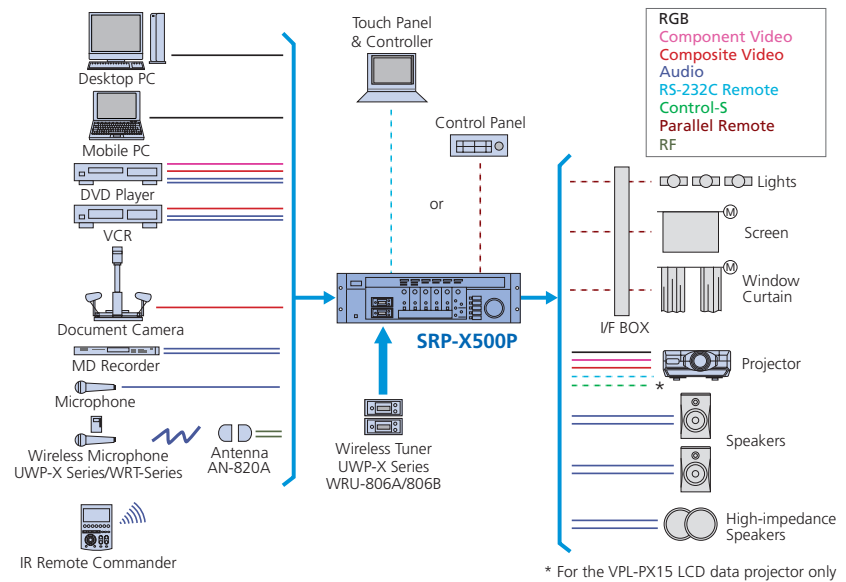 Desktop PC
Mobile PC
DVD Player
VCR
Document Camera
MD Recorder
Microphone
Wireless Microphone
UWP-X Series/WRT-Series
Antenna
AN-820A
IR Remote Commander
Touch Panel
& Controller
Control Panel
or
SRP-X500P
Wireless Tuner
UWP-X Series
WRU-806A/806B
RGB
Component Video
Composite Video
Audio
RS-232C Remote
Control-S
Parallel Remote
RF
Lights
M
Screen
M
Window
Curtain
I/F BOX
Projector
*
Speakers
High-impedance
Speakers
* For the VPL-PX15 LCD data projector only